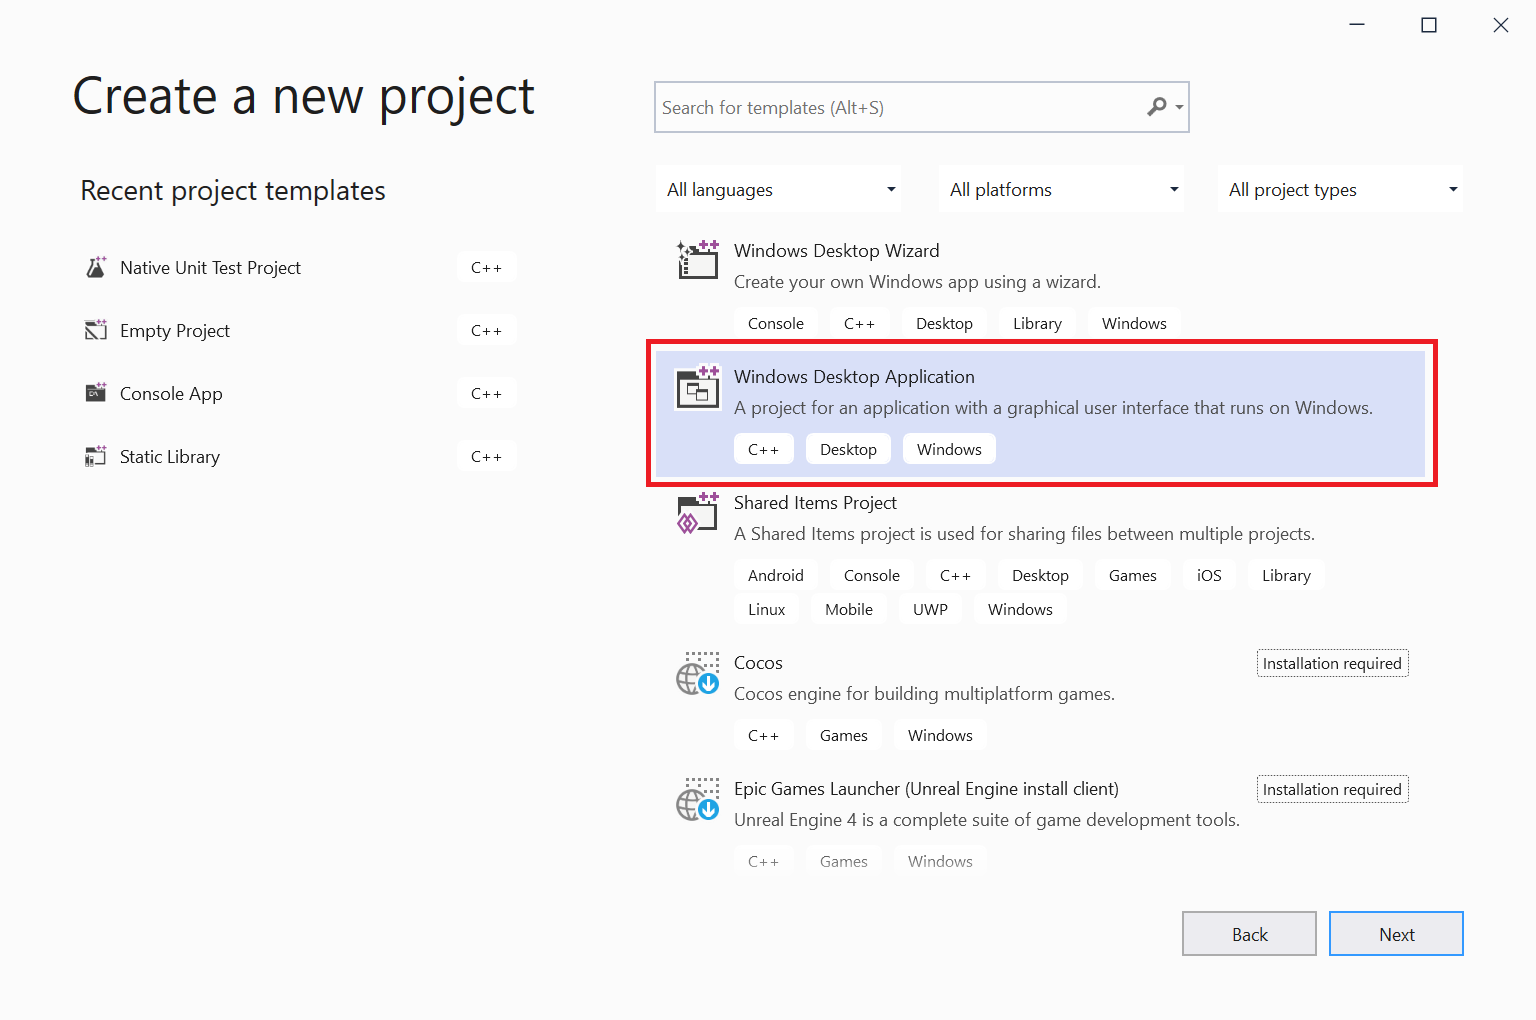 Create a new project
Search for templates (Alt+S)
Recent project templates
All languages
All platforms
All project types
Native Unit Test Project C++
Empty Project C++
Console App C++
Static Library C++
Windows Desktop Wizard
Create your own Windows app using a wizard.
Console C++ Desktop Library Windows
Windows Desktop Application
A project for an application with a graphical user interface that runs on Windows.
C++ Desktop Windows
Shared Items Project
A Shared Items project is used for sharing files between multiple projects.
Android Console C++ Desktop Games iOS Library
Linux Mobile UWP Windows
Cocos Installation required
Cocos engine for building multiplatform games.
C++ Games Windows
Epic Games Launcher (Unreal Engine install client) Installation required
Unreal Engine 4 is a complete suite of game development tools.
C++ Games Windows
Back Next